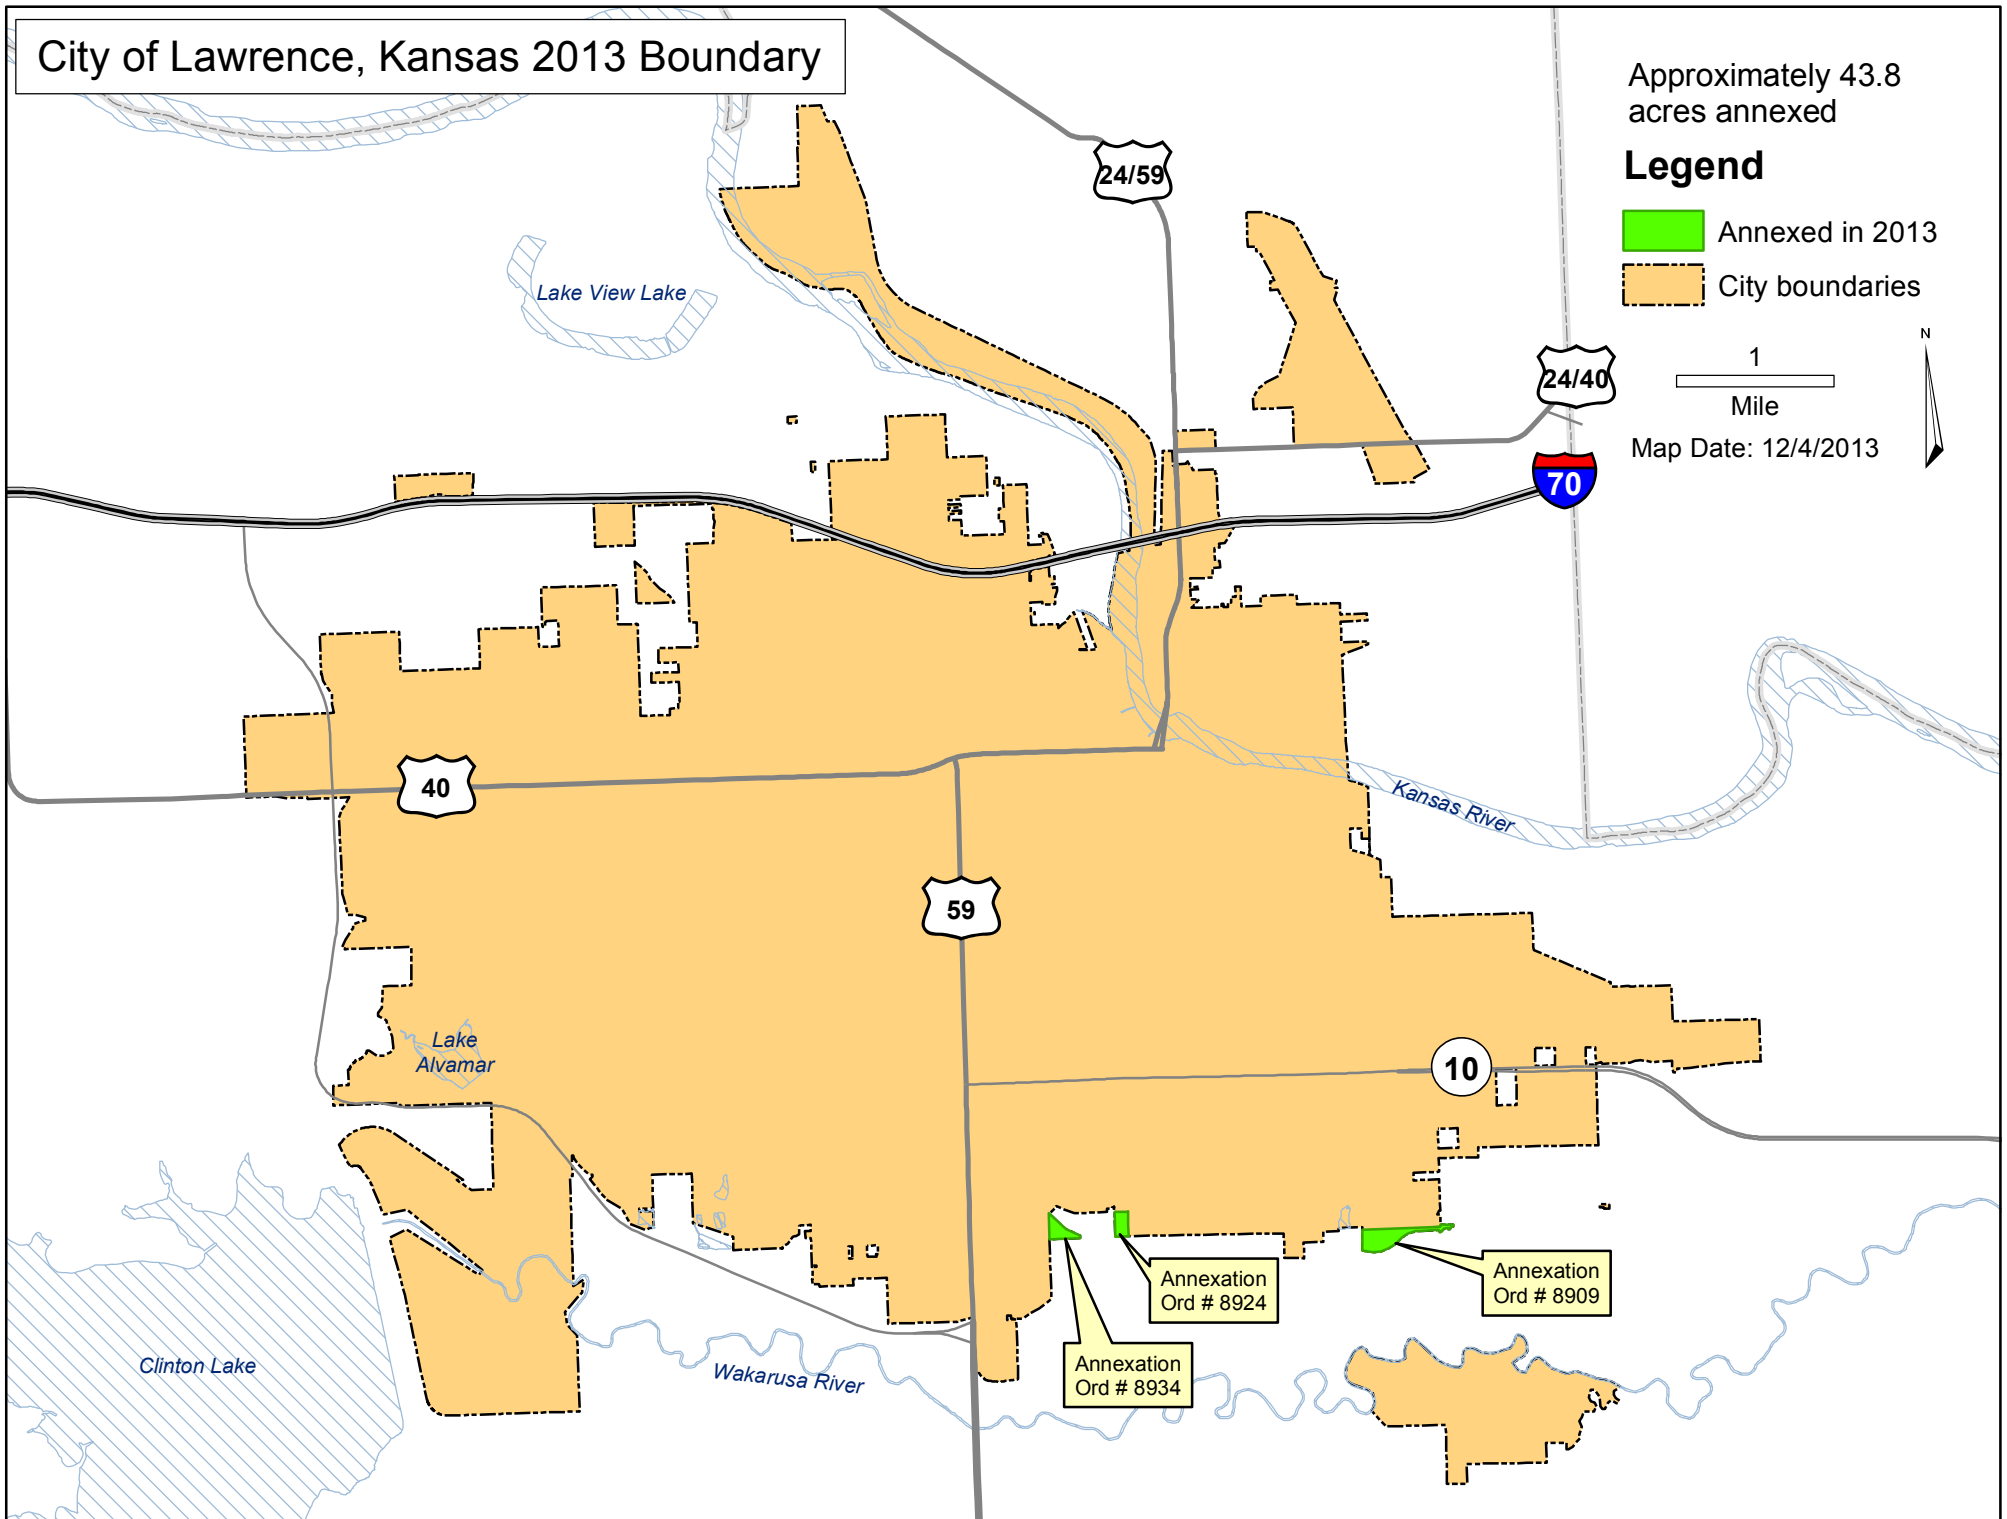 City of Lawrence, Kansas 2013 Boundary
Approximately 43.8
acres annexed
Legend
Annexed in 2013
City boundaries
1
Mile
Map Date: 12/4/2013
N
24/59
24/40
70
Lake View Lake
40
59
Kansas River
Lake
Alvamar
10
Annexation
Ord # 8924
Annexation
Ord # 8909
Annexation
Ord # 8934
Clinton Lake
Wakarusa River